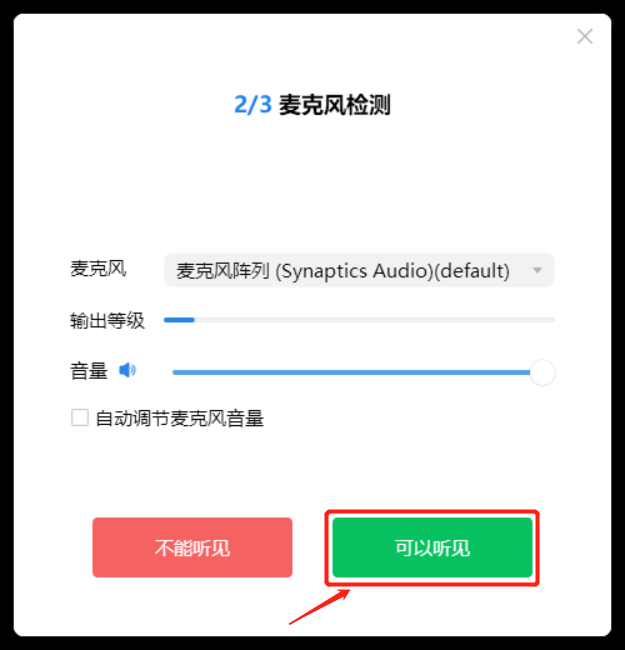 2/3 麦克风检测
麦克风 麦克风阵列 (Synaptics Audio)(default)
输出等级
音量
自动调节麦克风音量
不能听见 可以听见